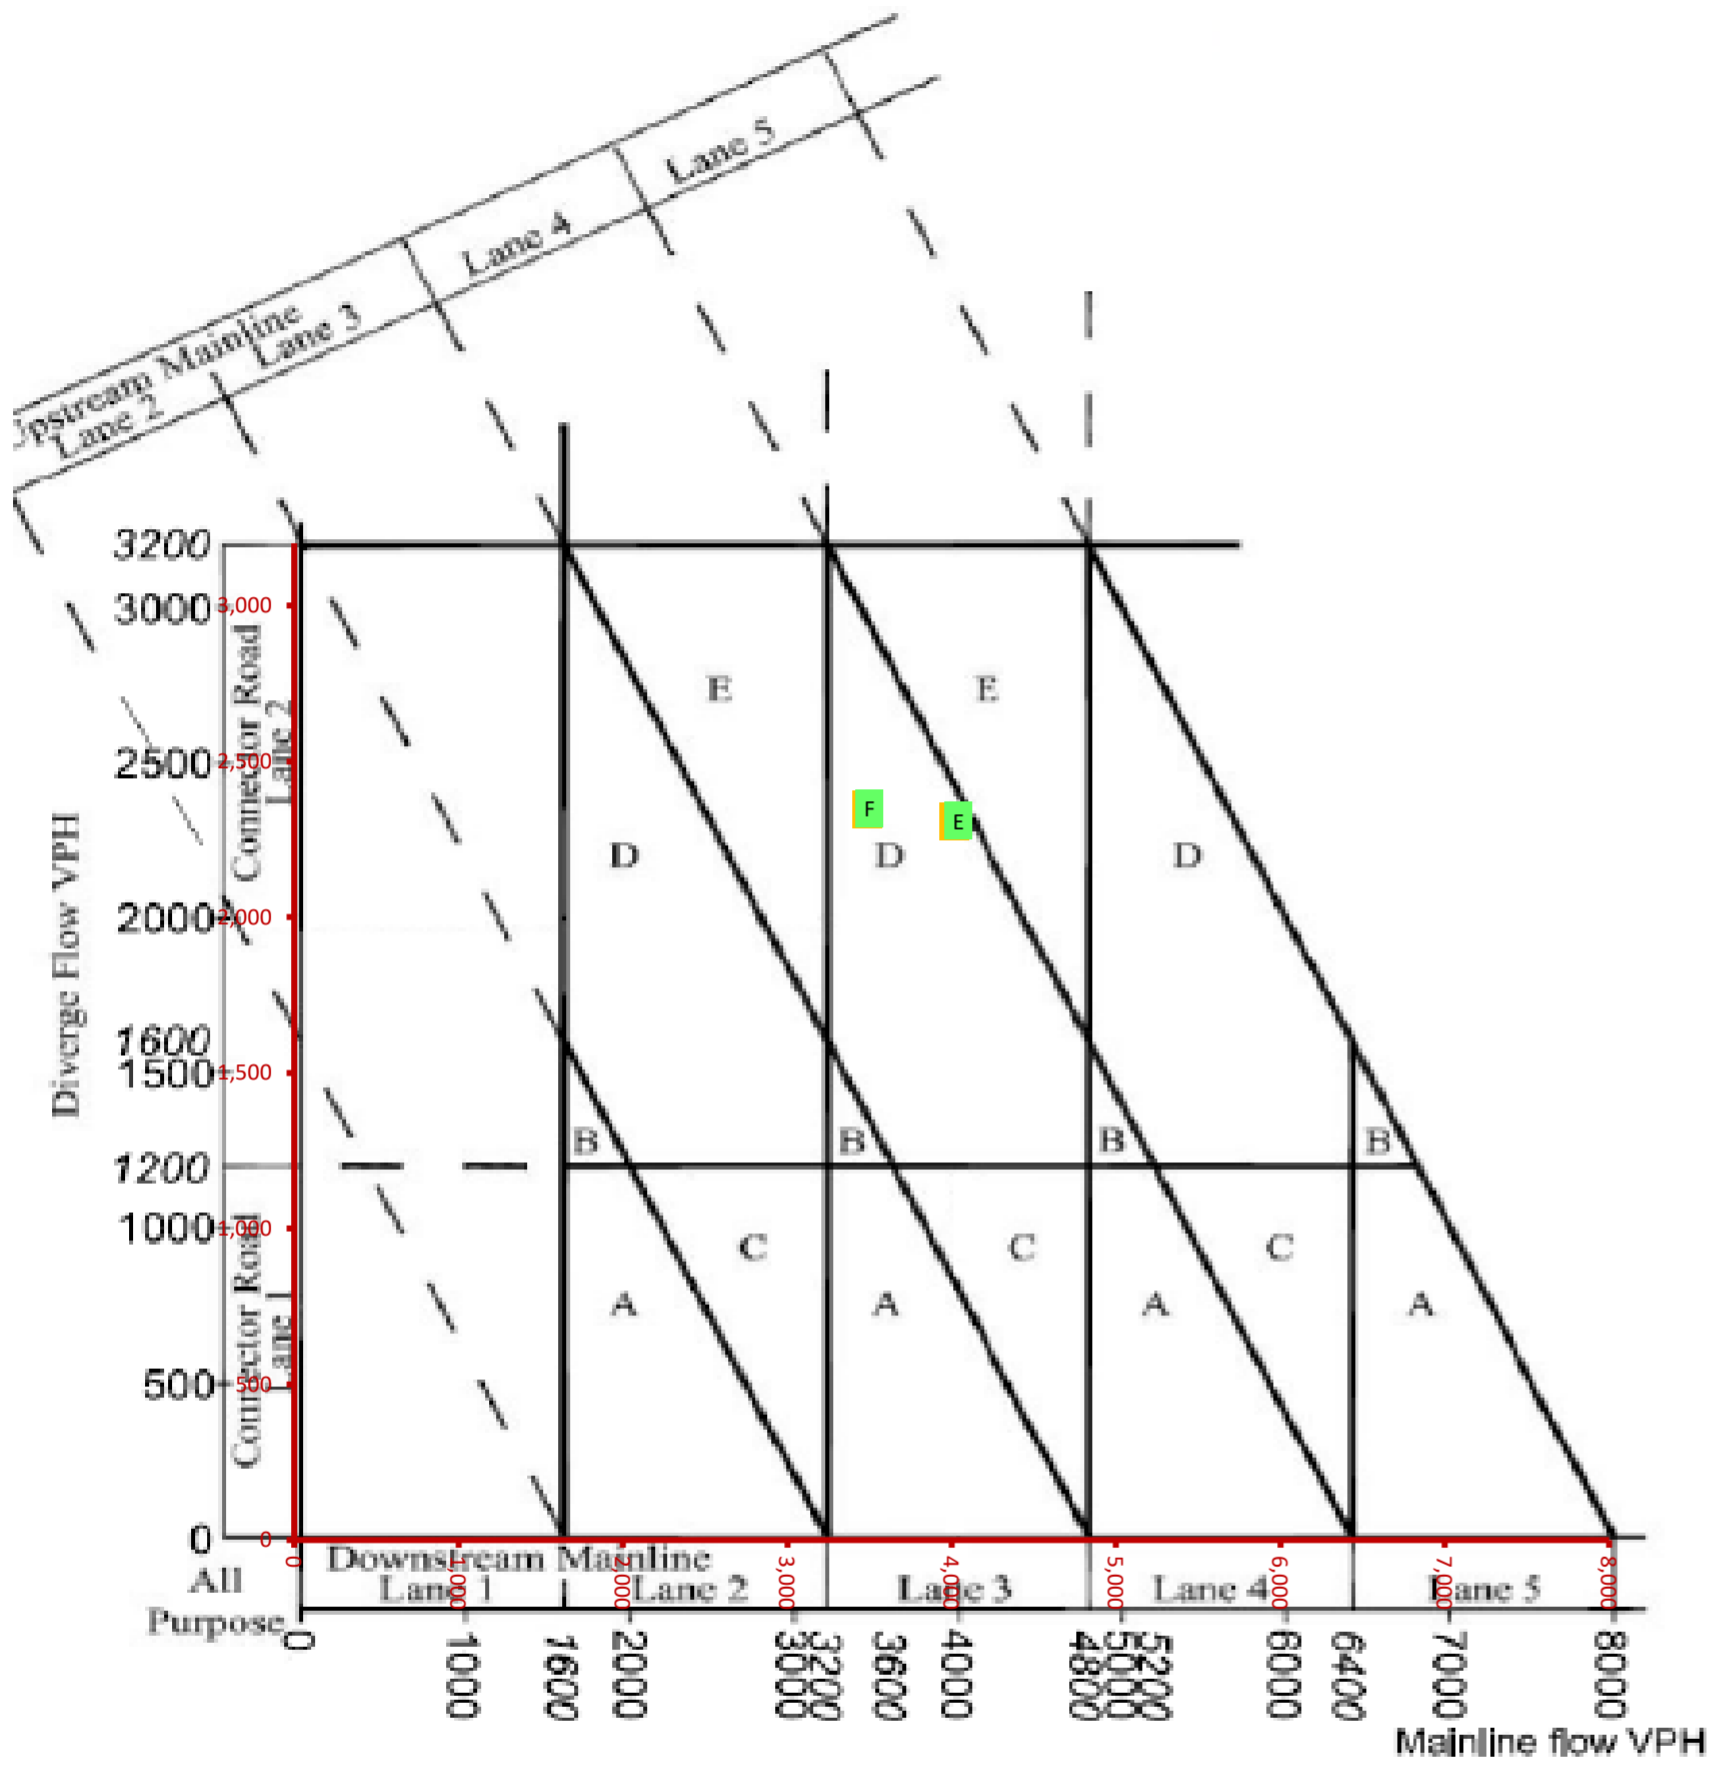 Lane 5
Lane 4
Upstream Mainline
Lane 3
Lane 2
3200
3000
3,000
2500
2,500
2000
2,000
1600
1500
1,500
1200
1000
1,000
500
500
0
0
Diverge Flow VPH
Connector Road
Lane 2
Connector Road
Lane 1
E
E
F
E
D
D
D
B
B
B
B
C
C
C
A
A
A
A
0
1,000
2,000
3,000
4,000
5,000
6,000
7,000
8,000
All
Purpose
Downstream Mainline
Lane 1
Lane 2
Lane 3
Lane 4
Lane 5
0
1000
1600
2000
3000
3200
3600
4000
4800
5000
5200
6000
6400
7000
8000
Mainline flow VPH